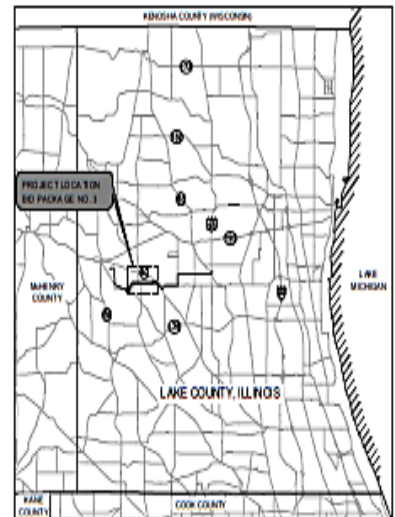 KENOSHA COUNTY (WISCONSIN)
PROJECT LOCATION
BID PACKAGE NO. 3
McHENRY
COUNTY
LAKE
MICHIGAN
LAKE COUNTY, ILLINOIS
KANE
COUNTY
COOK COUNTY